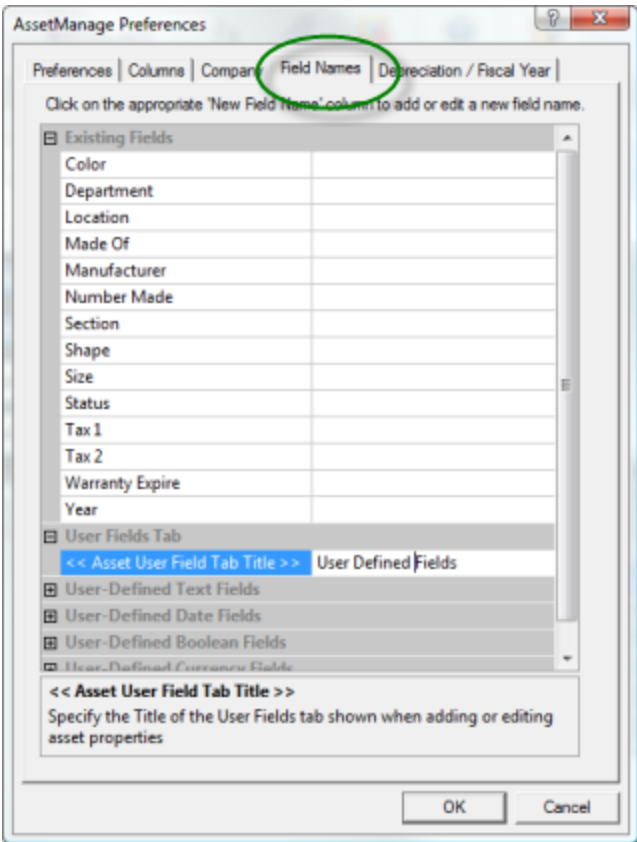 AssetManage Preferences
Preferences Columns Company Field Names Depreciation / Fiscal Year
Click on the appropriate 'New Field Name' column to add or edit a new field name.
Existing Fields
Color
Department
Location
Made Of
Manufacturer
Number Made
Section
Shape
Size
Status
Tax 1
Tax 2
Warranty Expire
Year
User Fields Tab
<< Asset User Field Tab Title >> User Defined Fields
User-Defined Text Fields
User-Defined Date Fields
User-Defined Boolean Fields
User-Defined Currency Fields
<< Asset User Field Tab Title >>
Specify the Title of the User Fields tab shown when adding or editing
asset properties
OK Cancel